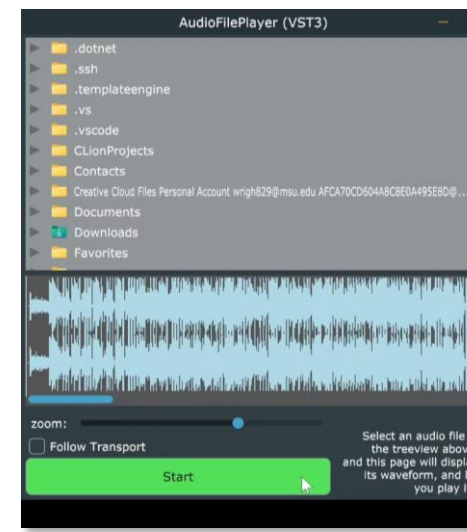 AudioFilePlayer (VST3)
.dotnet
.ssh
.templateengine
.vs
.vscode
CLionProjects
Contacts
Creative Cloud Files Personal Account wrigh829@msu.edu AFCA70CD604A8C8E0A495E8D@...
Documents
Downloads
Favorites
zoom:
Follow Transport
Start
Select an audio file
the treeview abov
and this page will displ
its waveform, and l
you play i